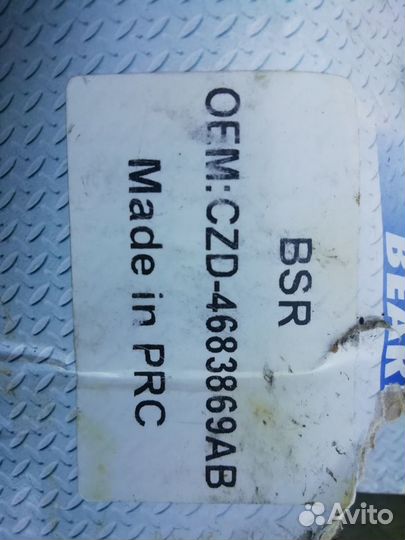 BSR
OEM:CZD-4683869AB
Made in PRC
BEAR
Avito